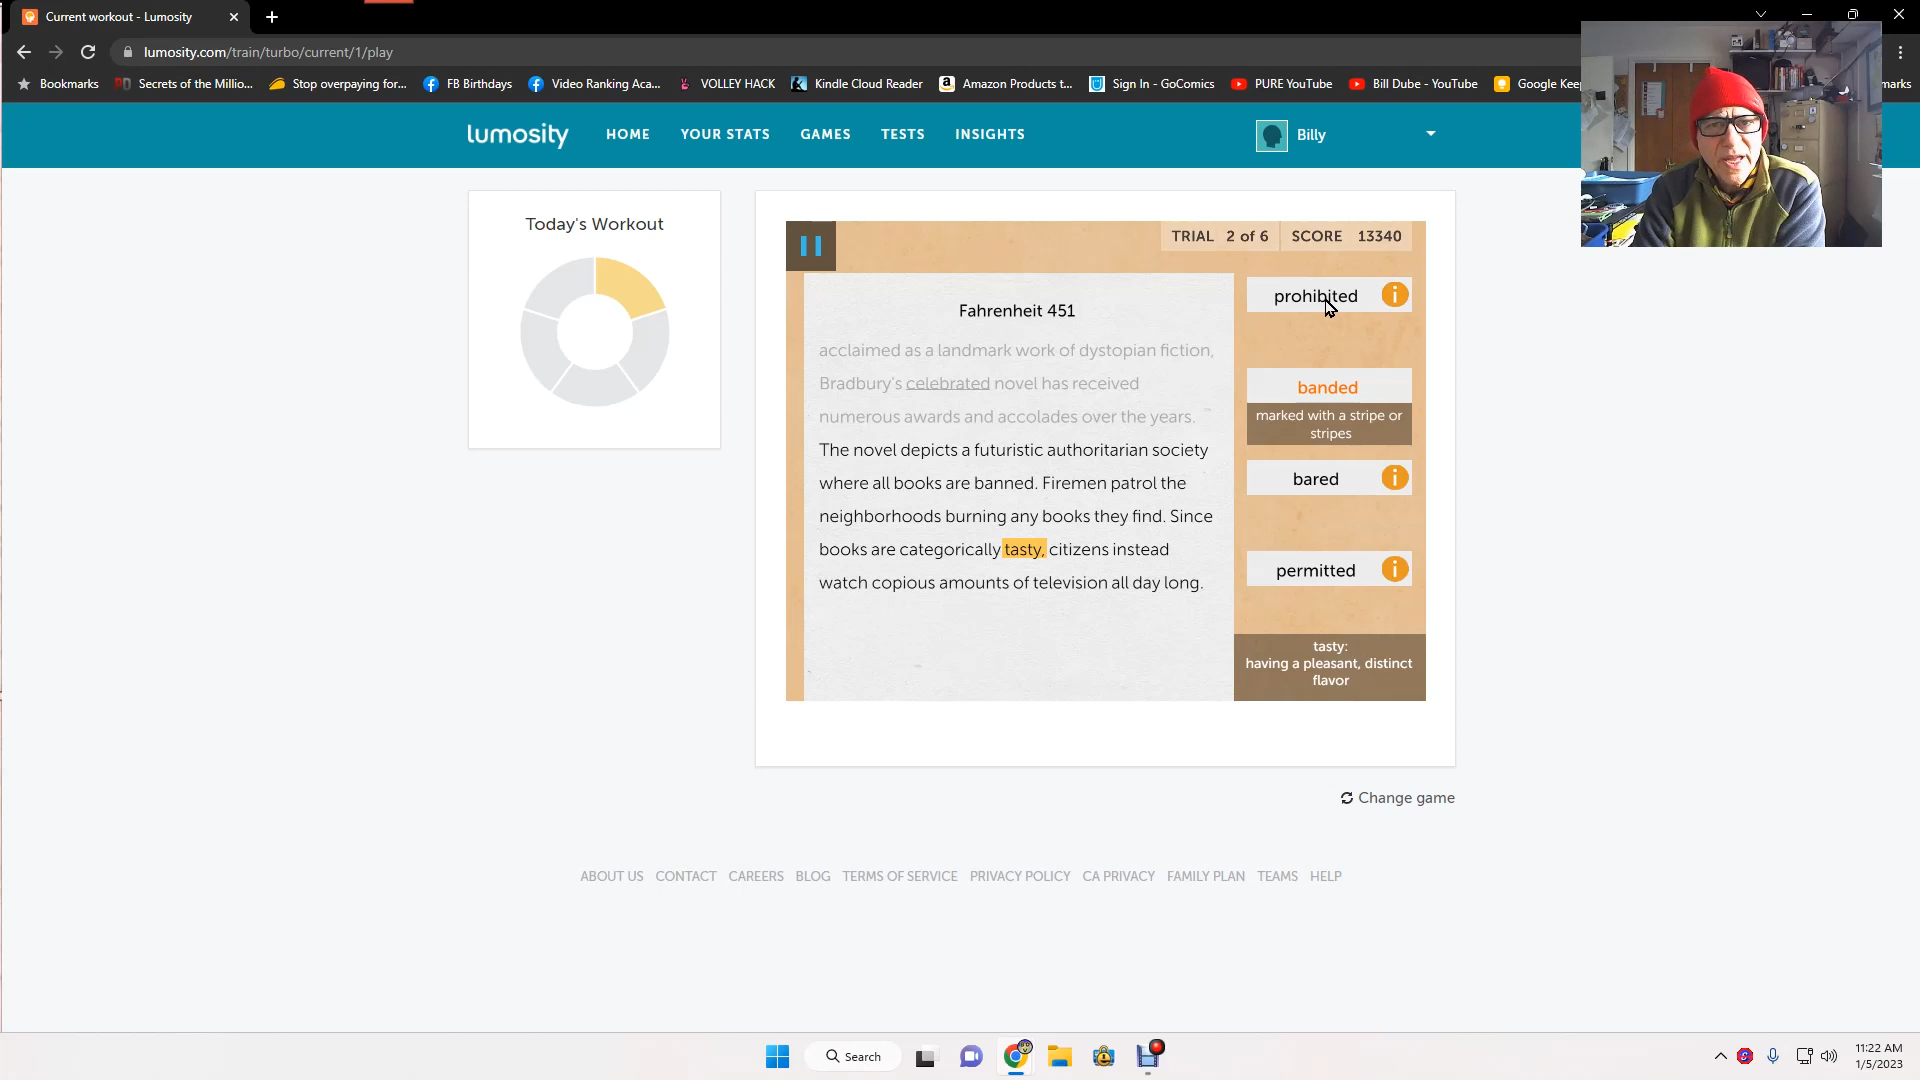 Current workout - Lumosity
lumosity.com/train/turbo/current/1/play
Bookmarks
Secrets of the Millio...
Stop overpaying for...
FB Birthdays
Video Ranking Aca...
VOLLEY HACK
Kindle Cloud Reader
Amazon Products t...
Sign In - GoComics
PURE YouTube
Bill Dube - YouTube
Google Keep
marks
lumosity
HOME
YOUR STATS
GAMES
TESTS
INSIGHTS
Billy
Today's Workout
TRIAL 2 of 6
SCORE 13340
Fahrenheit 451
acclaimed as a landmark work of dystopian fiction,
Bradbury's celebrated novel has received
numerous awards and accolades over the years.
The novel depicts a futuristic authoritarian society
where all books are banned. Firemen patrol the
neighborhoods burning any books they find. Since
books are categorically tasty, citizens instead
watch copious amounts of television all day long.
prohibited i
banded
marked with a stripe or
stripes
bared i
permitted i
tasty:
having a pleasant, distinct
flavor
Change game
ABOUT US CONTACT CAREERS BLOG TERMS OF SERVICE PRIVACY POLICY CA PRIVACY FAMILY PLAN TEAMS HELP
Search
11:22 AM
1/5/2023